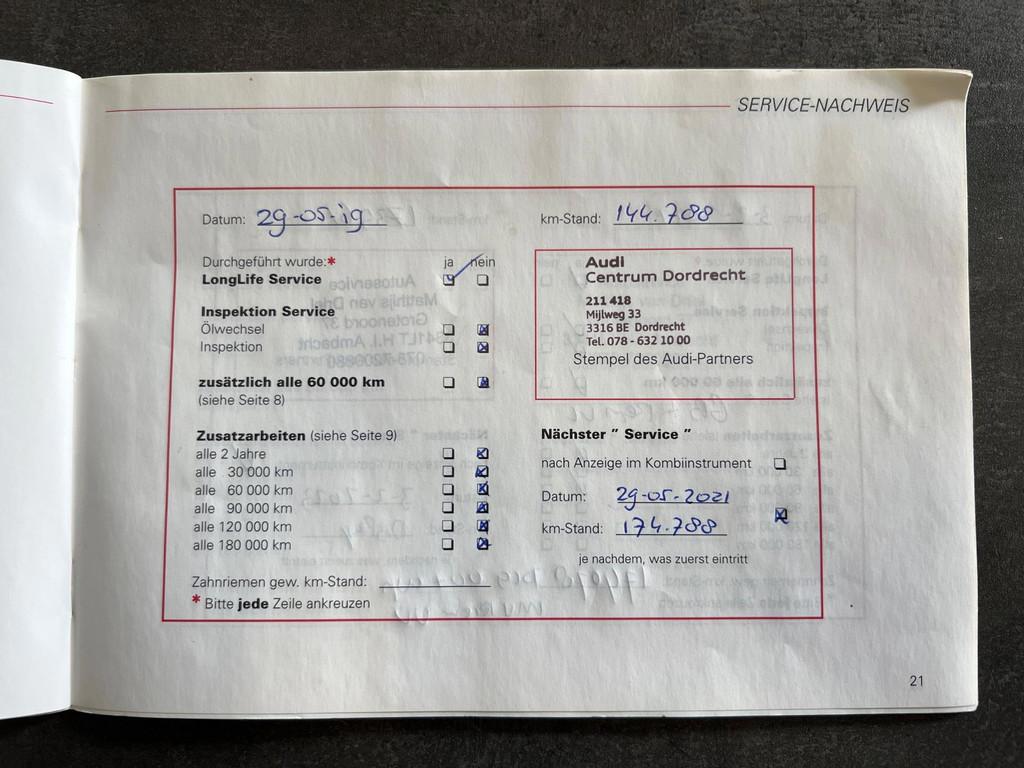 SERVICE-NACHWEIS
Datum: 29-05-19
km-Stand: 144.788
Durchgeführt wurde:* ja nein
LongLife Service
Inspektion Service
Ölwechsel
Inspektion
zusätzlich alle 60 000 km
(siehe Seite 8)
Zusatzarbeiten (siehe Seite 9)
alle 2 Jahre
alle 30 000 km
alle 60 000 km
alle 90 000 km
alle 120 000 km
alle 180 000 km
Zahnriemen gew. km-Stand:
* Bitte jede Zeile ankreuzen
Audi
Centrum Dordrecht
211 418
Mijlweg 33
3316 BE Dordrecht
Tel. 078 - 632 10 00
Stempel des Audi-Partners
Nächster " Service "
nach Anzeige im Kombiinstrument
Datum: 29-05-2021
km-Stand: 174.788
je nachdem, was zuerst eintritt
21